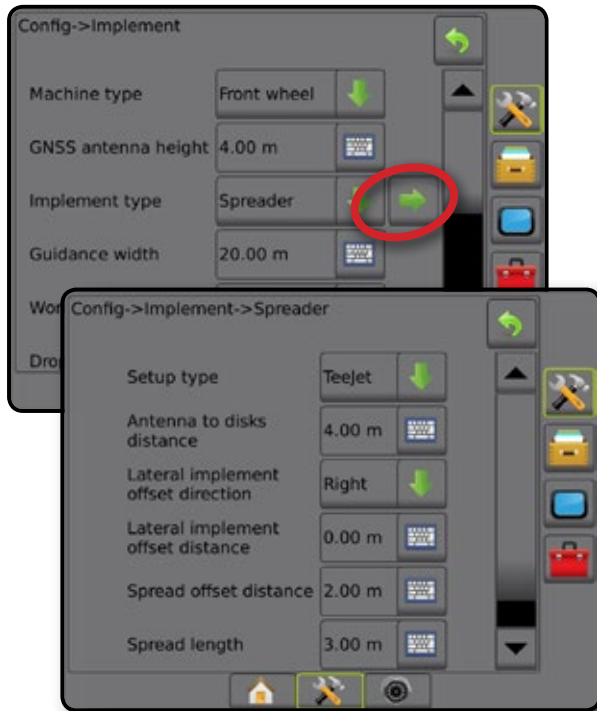 Config->Implement
Machine type Front wheel
GNSS antenna height 4.00 m
Implement type Spreader
Guidance width 20.00 m
Wor
Dro
Config->Implement->Spreader
Setup type TeeJet
Antenna to disks
distance 4.00 m
Lateral implement
offset direction Right
Lateral implement
offset distance 0.00 m
Spread offset distance 2.00 m
Spread length 3.00 m